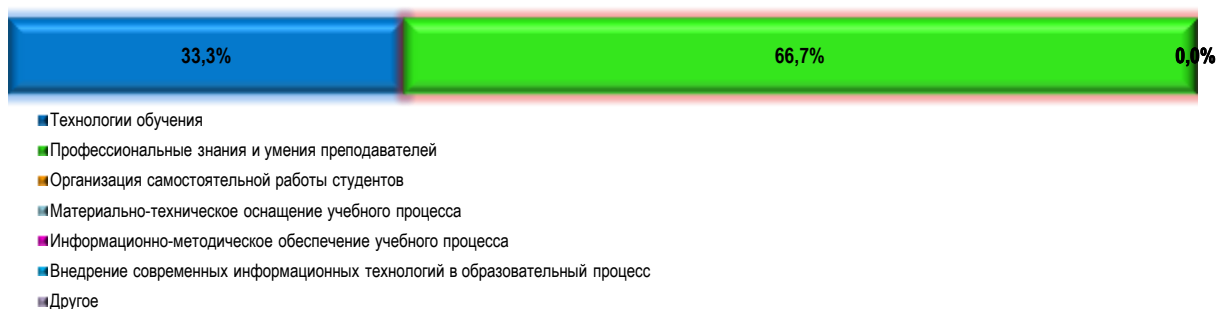 33,3% 66,7% 0,0%
Технологии обучения
Профессиональные знания и умения преподавателей
Организация самостоятельной работы студентов
Материально-техническое оснащение учебного процесса
Информационно-методическое обеспечение учебного процесса
Внедрение современных информационных технологий в образовательный процесс
Другое